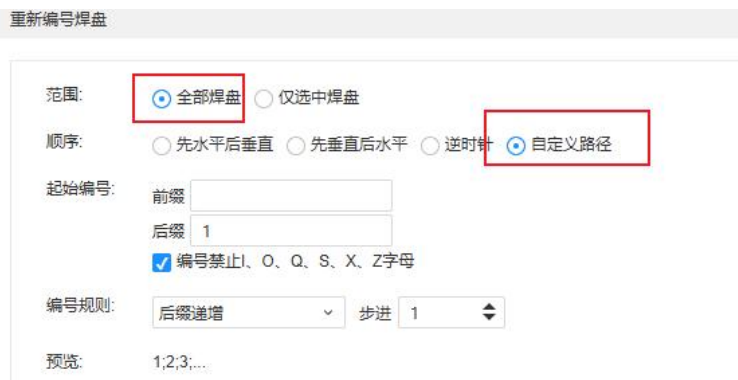 重新编号焊盘
范围: 全部焊盘 仅选中焊盘
顺序: 先水平后垂直 先垂直后水平 逆时针 自定义路径
起始编号: 前缀
后缀 1
编号禁止I、O、Q、S、X、Z字母
编号规则: 后缀递增 步进 1
预览: 1;2;3;...